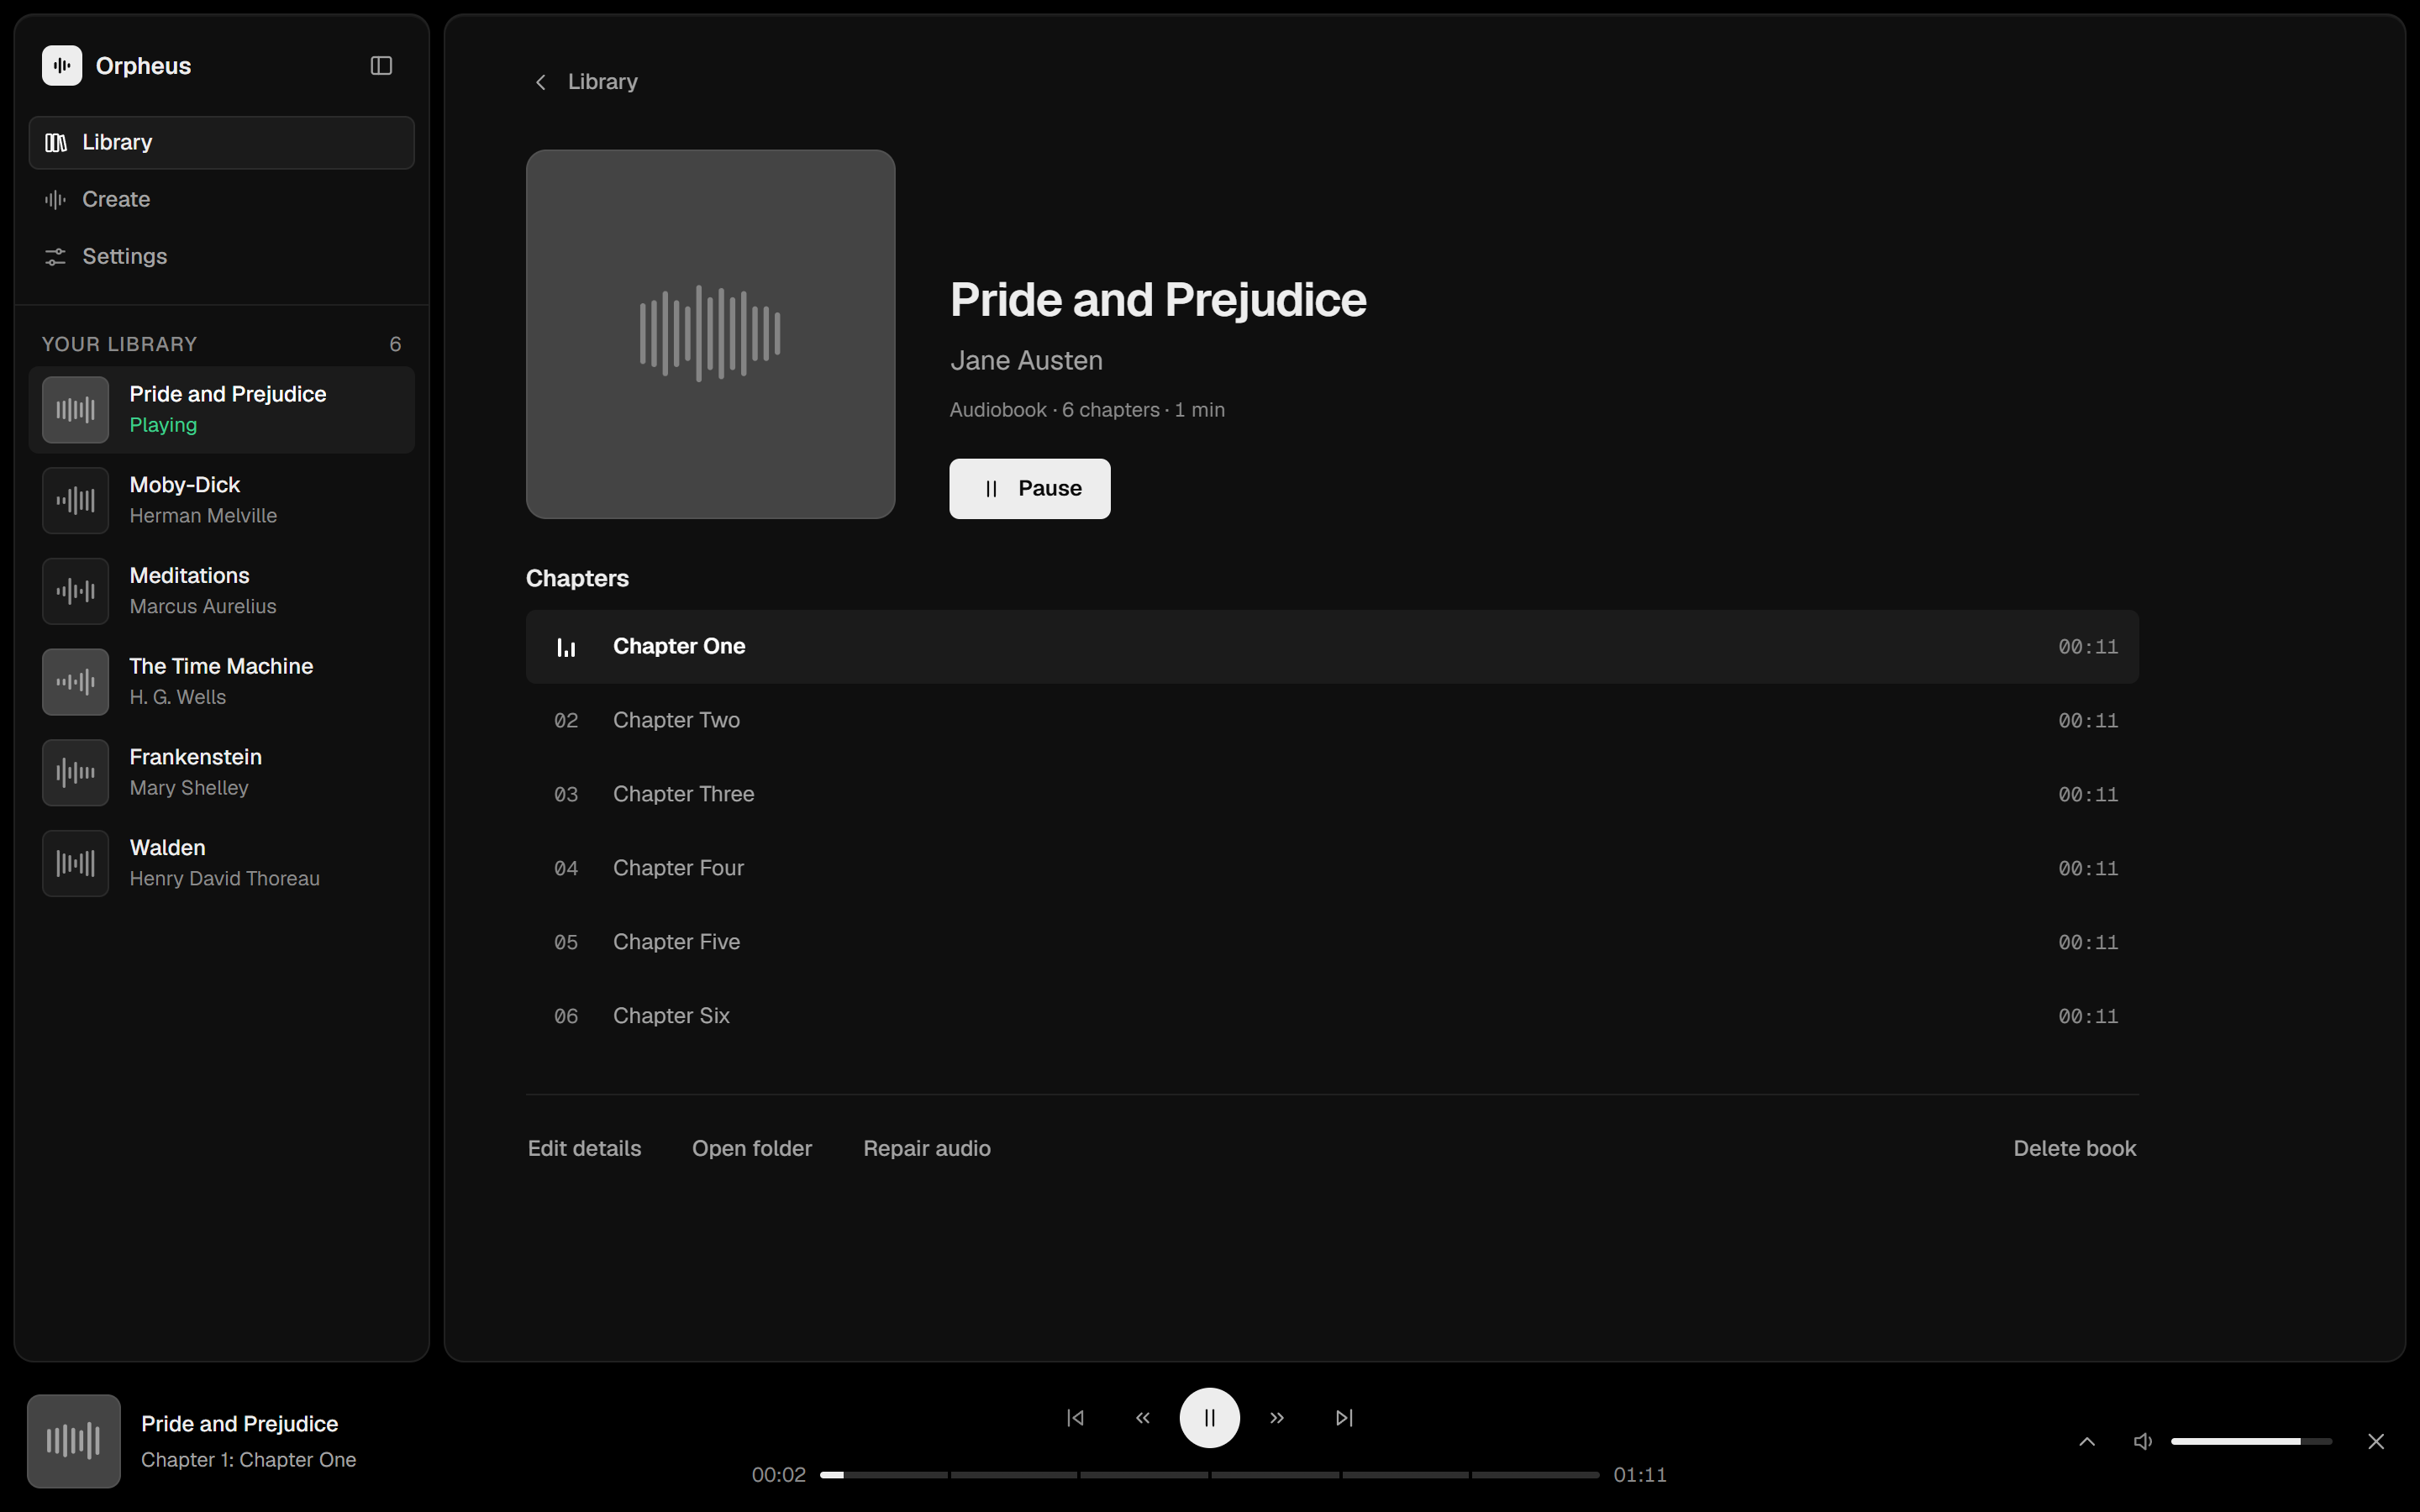 Orpheus
Library
Create
Settings
YOUR LIBRARY 6
Pride and Prejudice
Playing
Moby-Dick
Herman Melville
Meditations
Marcus Aurelius
The Time Machine
H. G. Wells
Frankenstein
Mary Shelley
Walden
Henry David Thoreau
Library
Pride and Prejudice
Jane Austen
Audiobook · 6 chapters · 1 min
Pause
Chapters
Chapter One 00:11
02 Chapter Two 00:11
03 Chapter Three 00:11
04 Chapter Four 00:11
05 Chapter Five 00:11
06 Chapter Six 00:11
Edit details Open folder Repair audio Delete book
Pride and Prejudice
Chapter 1: Chapter One
00:02 01:11